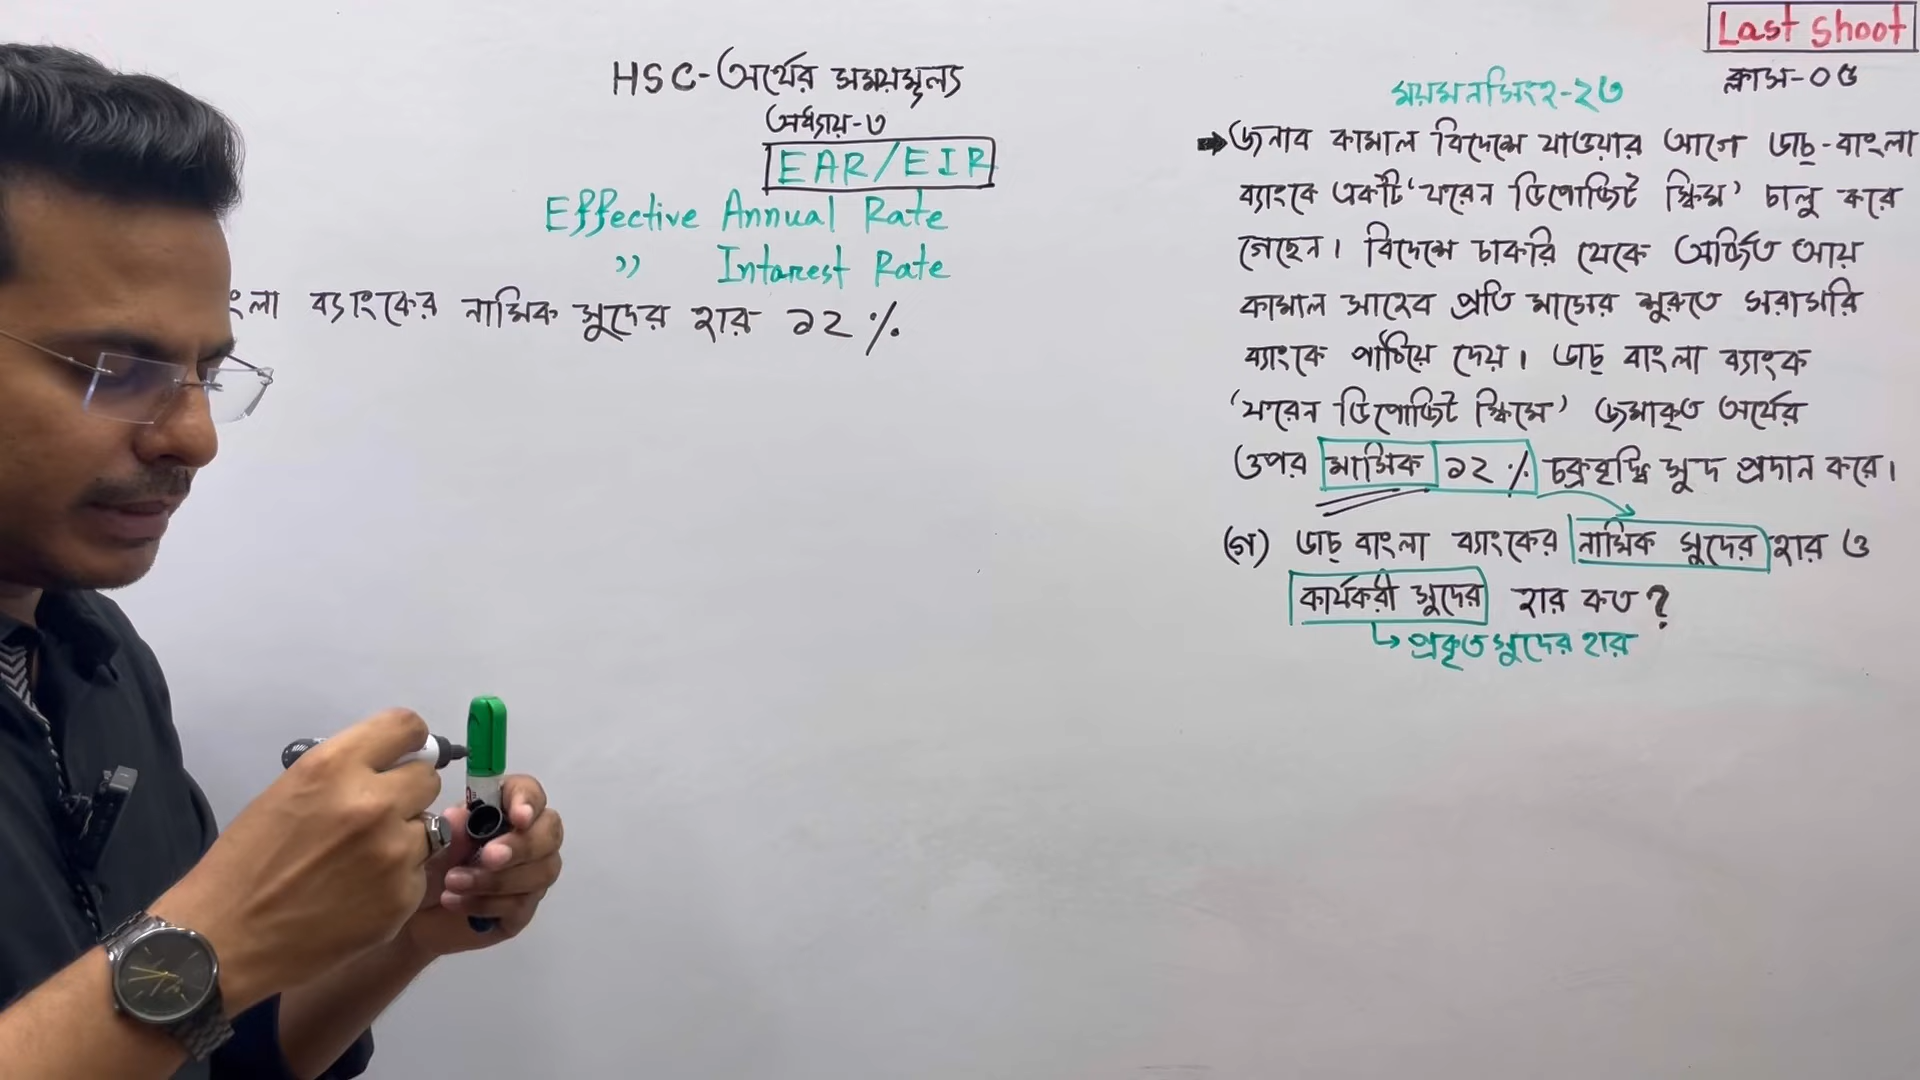 Last Shoot
ক্লাস-০৫
HSC-অর্থের সময়মূল্য
অধ্যায়-৩
EAR/EIR
Effective Annual Rate
,, Intarest Rate
ংলা ব্যাংকের নামিক সুদের হার ১২%
ময়মনসিংহ-২৩
জনাব কামাল বিদেশে যাওয়ার আগে ডাচ্-বাংলা
ব্যাংকে একটি 'ফরেন ডিপোজিট স্কিম' চালু করে
গেছেন। বিদেশে চাকরি থেকে অর্জিত আয়
কামাল সাহেব প্রতি মাসের শুরুতে সরাসরি
ব্যাংকে পাঠিয়ে দেয়। ডাচ্ বাংলা ব্যাংক
'ফরেন ডিপোজিট স্কিমে' জমাকৃত অর্থের
ওপর মাসিক ১২% চক্রবৃদ্ধি সুদ প্রদান করে।
(গ) ডাচ্ বাংলা ব্যাংকের নামিক সুদের হার ও
কার্যকরী সুদের হার কত?
প্রকৃত সুদের হার